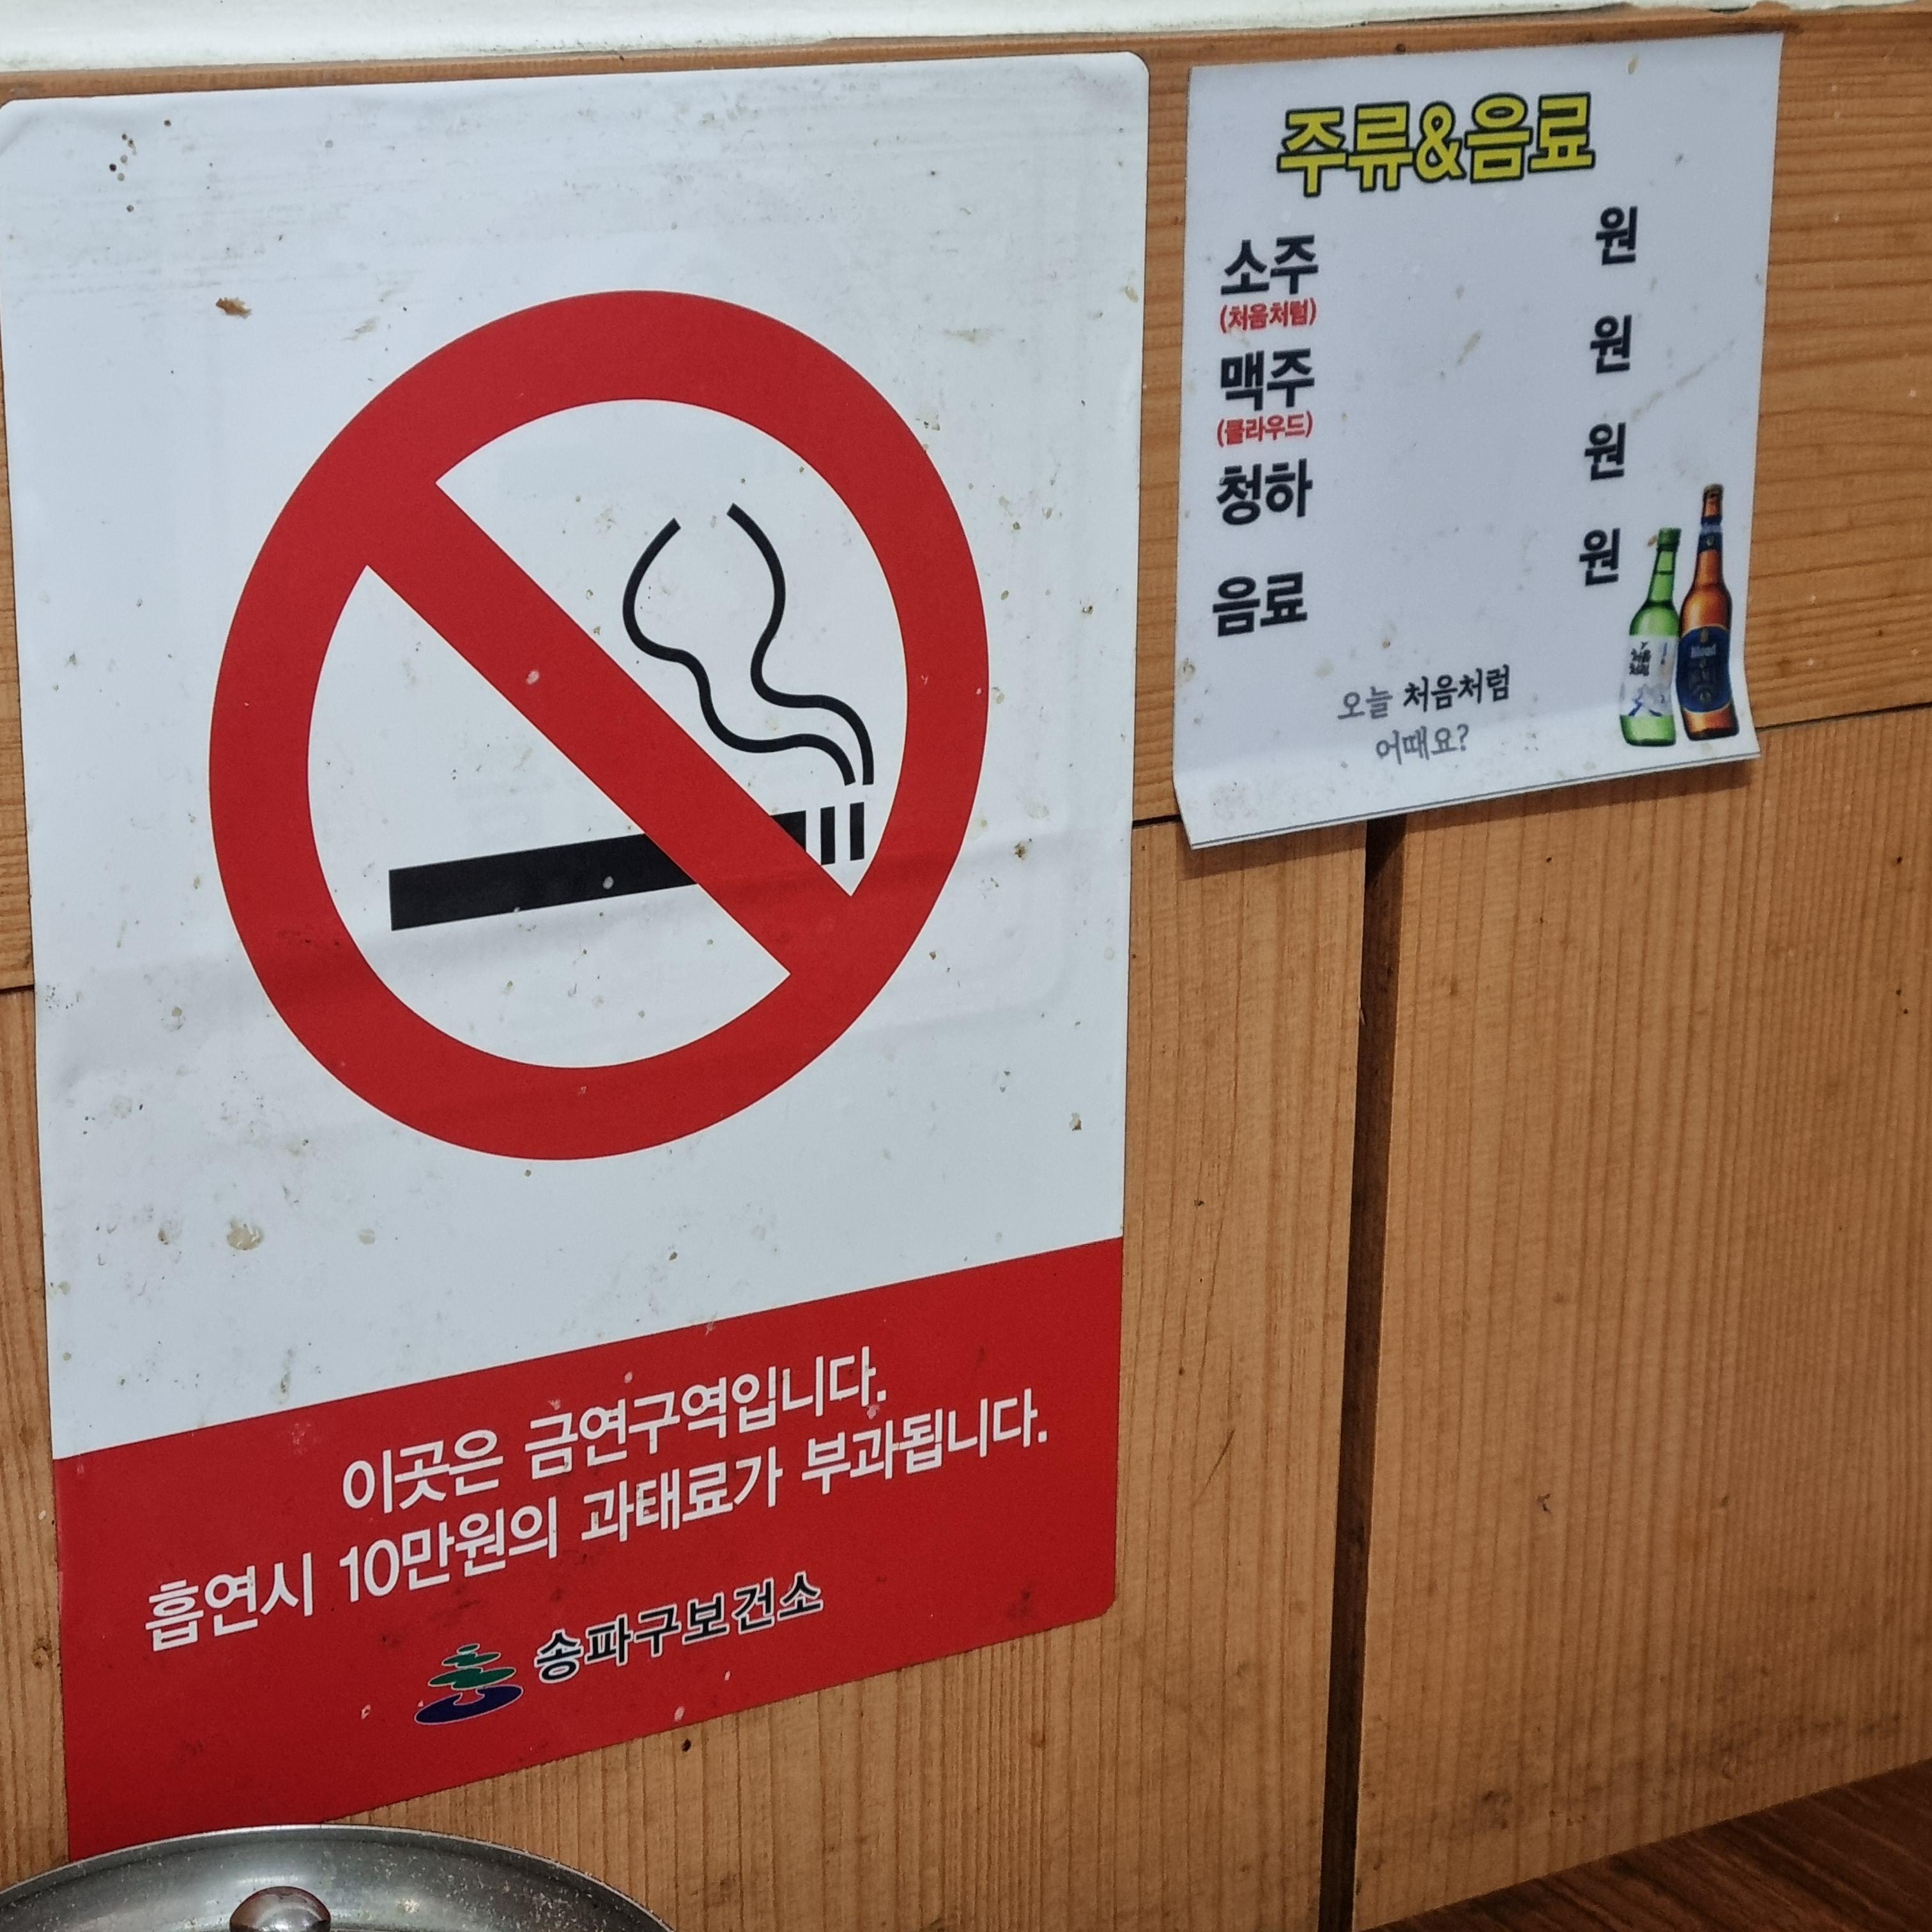 이곳은 금연구역입니다.
흡연시 10만원의 과태료가 부과됩니다.
송파구보건소
주류&음료
소주 원
(처음처럼)
맥주 원
(클라우드)
청하 원
음료 원
오늘 처음처럼
어때요?